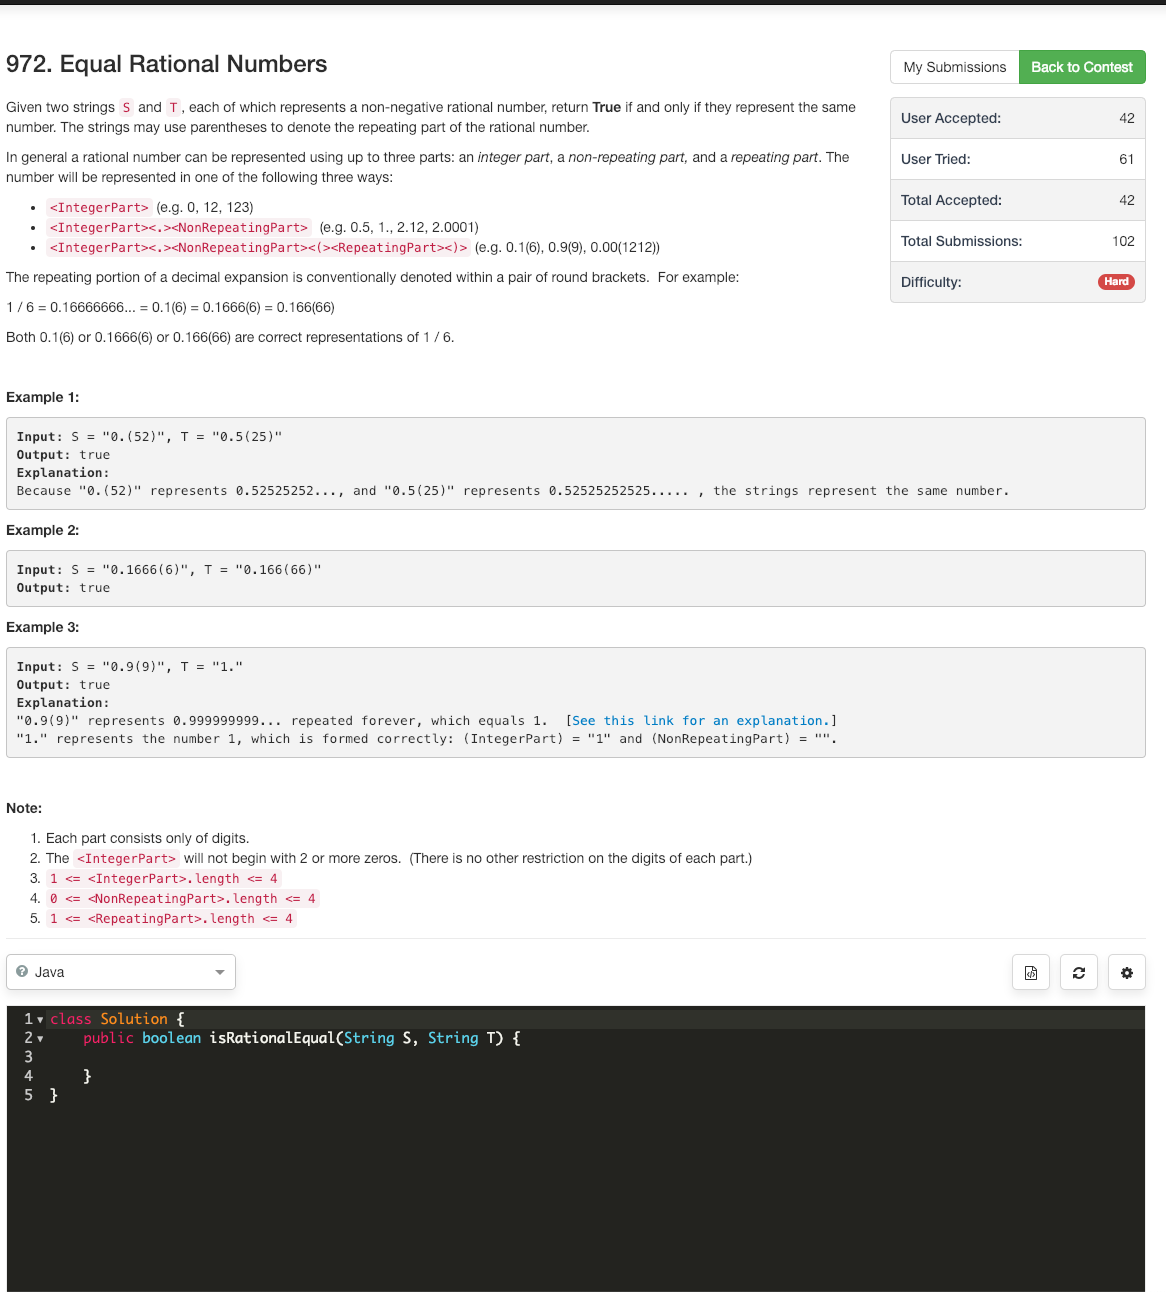 972. Equal Rational Numbers
My Submissions
Back to Contest
Given two strings S and T, each of which represents a non-negative rational number, return True if and only if they represent the same
number. The strings may use parentheses to denote the repeating part of the rational number.
In general a rational number can be represented using up to three parts: an integer part, a non-repeating part, and a repeating part. The
number will be represented in one of the following three ways:
• <IntegerPart> (e.g. 0, 12, 123)
• <IntegerPart><.><NonRepeatingPart> (e.g. 0.5, 1., 2.12, 2.0001)
• <IntegerPart><.><NonRepeatingPart><(><RepeatingPart><)> (e.g. 0.1(6), 0.9(9), 0.00(1212))
The repeating portion of a decimal expansion is conventionally denoted within a pair of round brackets. For example:
1 / 6 = 0.16666666... = 0.1(6) = 0.1666(6) = 0.166(66)
Both 0.1(6) or 0.1666(6) or 0.166(66) are correct representations of 1 / 6.
User Accepted: 42
User Tried: 61
Total Accepted: 42
Total Submissions: 102
Difficulty: Hard
Example 1:
Input: S = "0.(52)", T = "0.5(25)"
Output: true
Explanation:
Because "0.(52)" represents 0.52525252..., and "0.5(25)" represents 0.52525252525..... , the strings represent the same number.
Example 2:
Input: S = "0.1666(6)", T = "0.166(66)"
Output: true
Example 3:
Input: S = "0.9(9)", T = "1."
Output: true
Explanation:
"0.9(9)" represents 0.999999999... repeated forever, which equals 1. [See this link for an explanation.]
"1." represents the number 1, which is formed correctly: (IntegerPart) = "1" and (NonRepeatingPart) = "".
Note:
1. Each part consists only of digits.
2. The <IntegerPart> will not begin with 2 or more zeros. (There is no other restriction on the digits of each part.)
3. 1 <= <IntegerPart>.length <= 4
4. 0 <= <NonRepeatingPart>.length <= 4
5. 1 <= <RepeatingPart>.length <= 4
Java
1 class Solution {
2 public boolean isRationalEqual(String S, String T) {
3
4 }
5 }